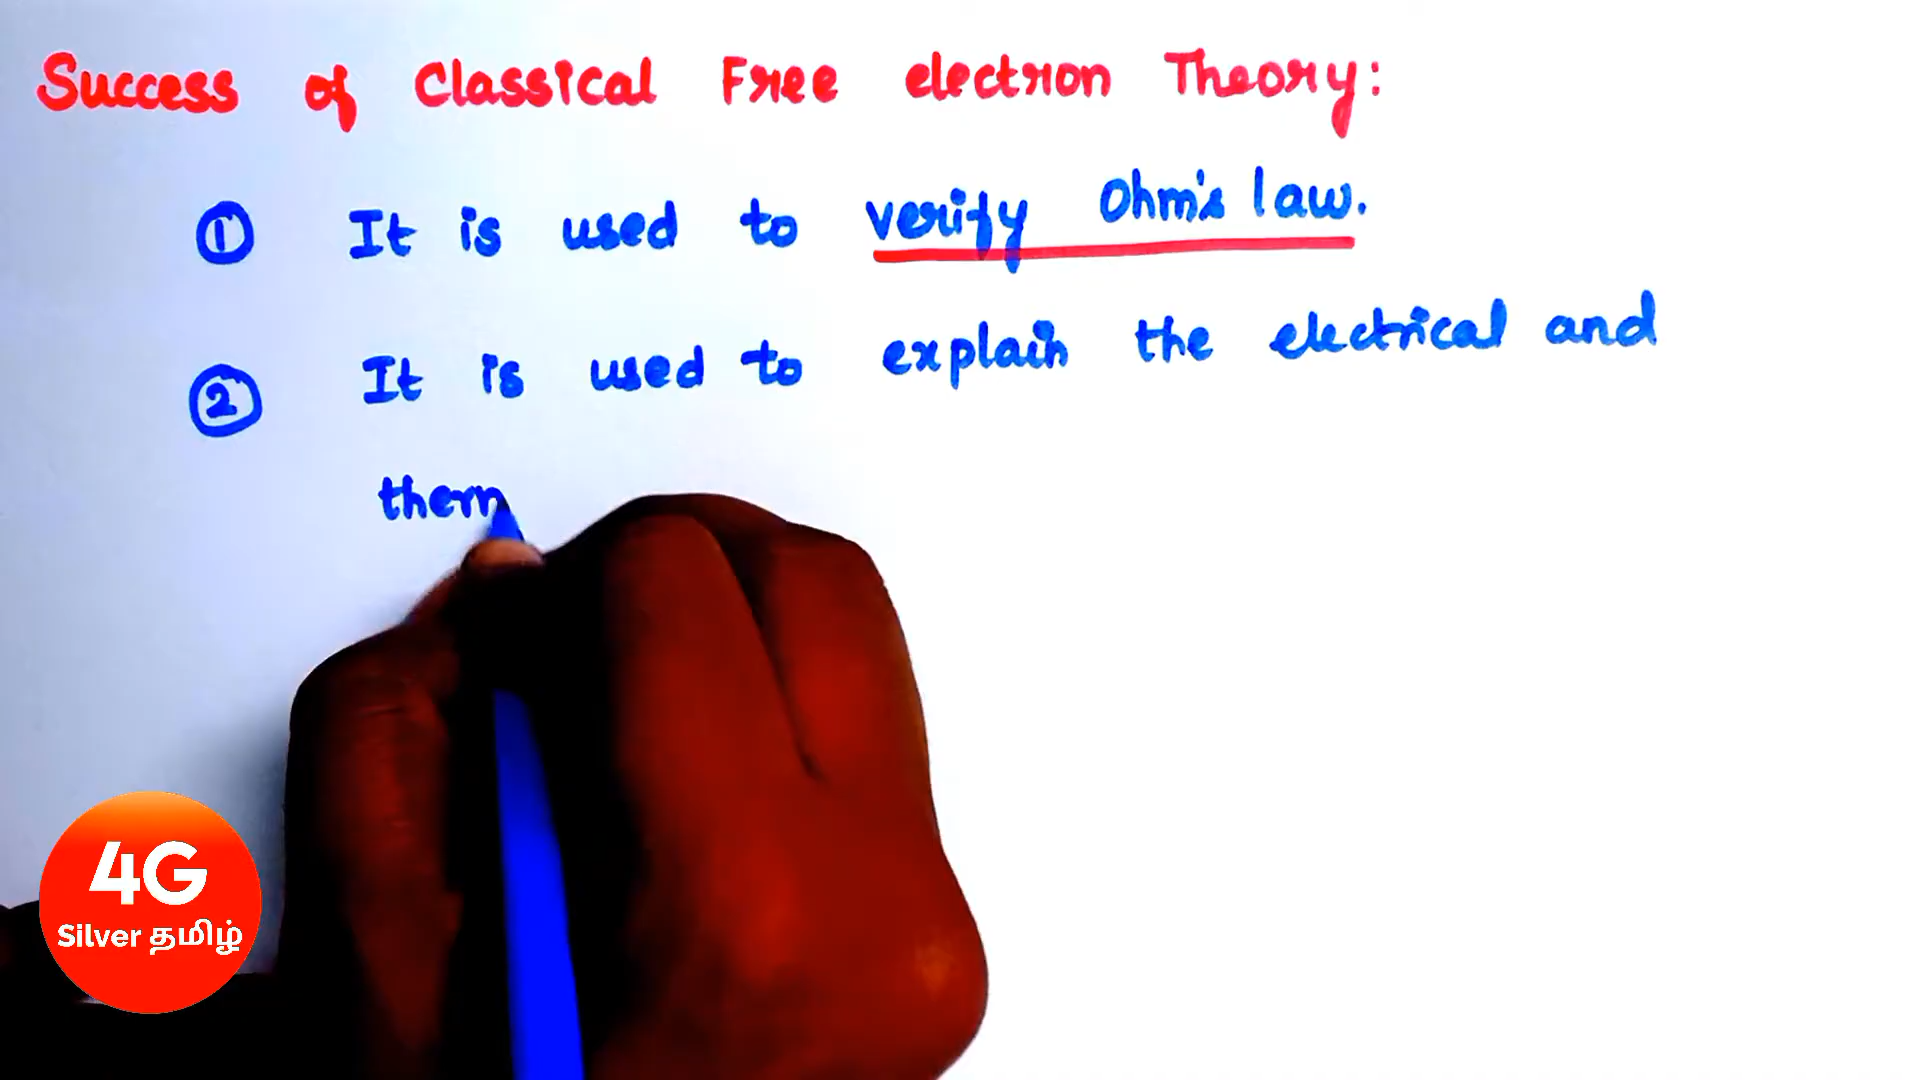 Success of Classical Free electron Theory:
① It is used to verify Ohm's law.
② It is used to explain the electrical and
therm
4G
Silver தமிழ்